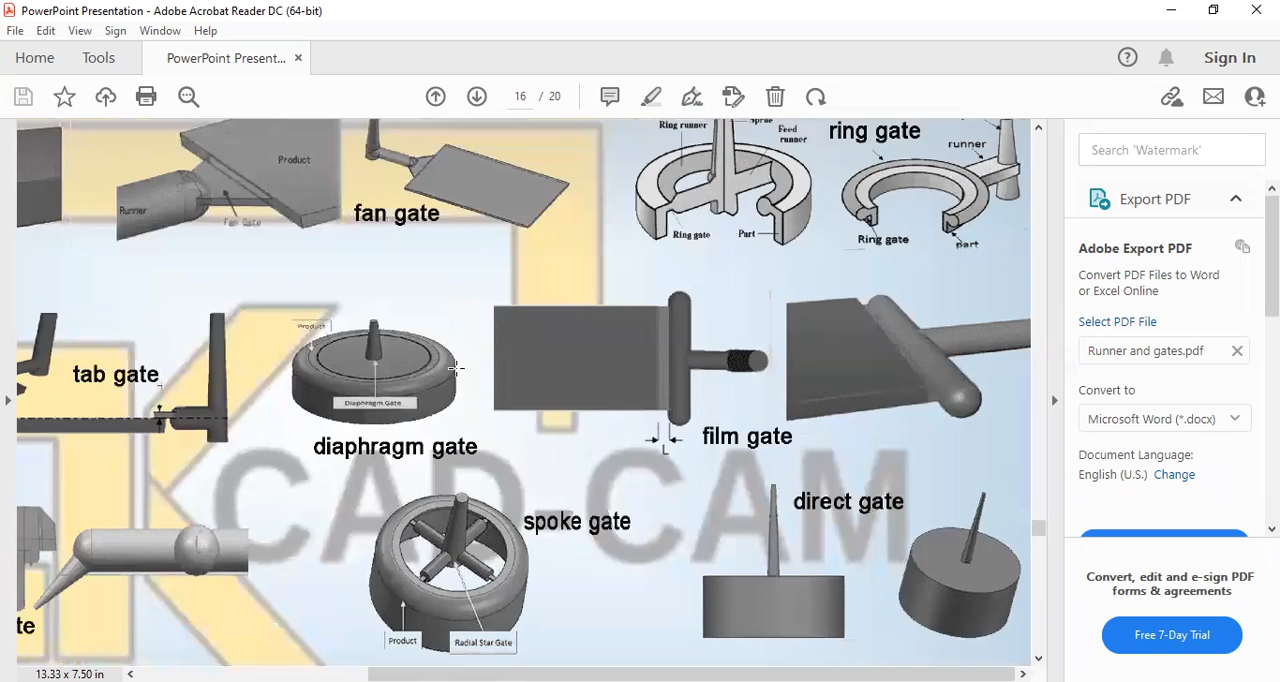 PowerPoint Presentation - Adobe Acrobat Reader DC (64-bit)
File Edit View Sign Window Help
Home Tools PowerPoint Present... Sign In
16 / 20
Ring runner
Sprue
Feed
runner
Ring gate
Part
ring gate
runner
Ring gate
part
Product
Runner
Fan Gate
fan gate
tab gate
Product
Diaphragm Gate
diaphragm gate
L
film gate
spoke gate
Product
Radial Star Gate
direct gate
te
CAD-CAM
13.33 x 7.50 in
Search 'Watermark'
Export PDF
Adobe Export PDF
Convert PDF Files to Word
or Excel Online
Select PDF File
Runner and gates.pdf
Convert to
Microsoft Word (*.docx)
Document Language:
English (U.S.) Change
Convert, edit and e-sign PDF
forms & agreements
Free 7-Day Trial